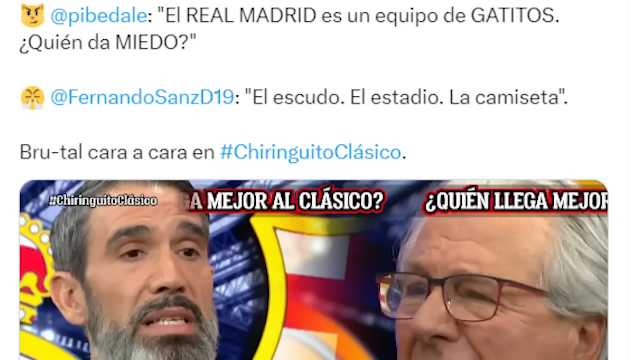 @pibedale: "El REAL MADRID es un equipo de GATITOS.
¿Quién da MIEDO?"
@FernandoSanzD19: "El escudo. El estadio. La camiseta".
Bru-tal cara a cara en #ChiringuitoClásico.
#ChiringuitoClásico
A MEJOR AL CLÁSICO?
¿QUIÉN LLEGA MEJOR